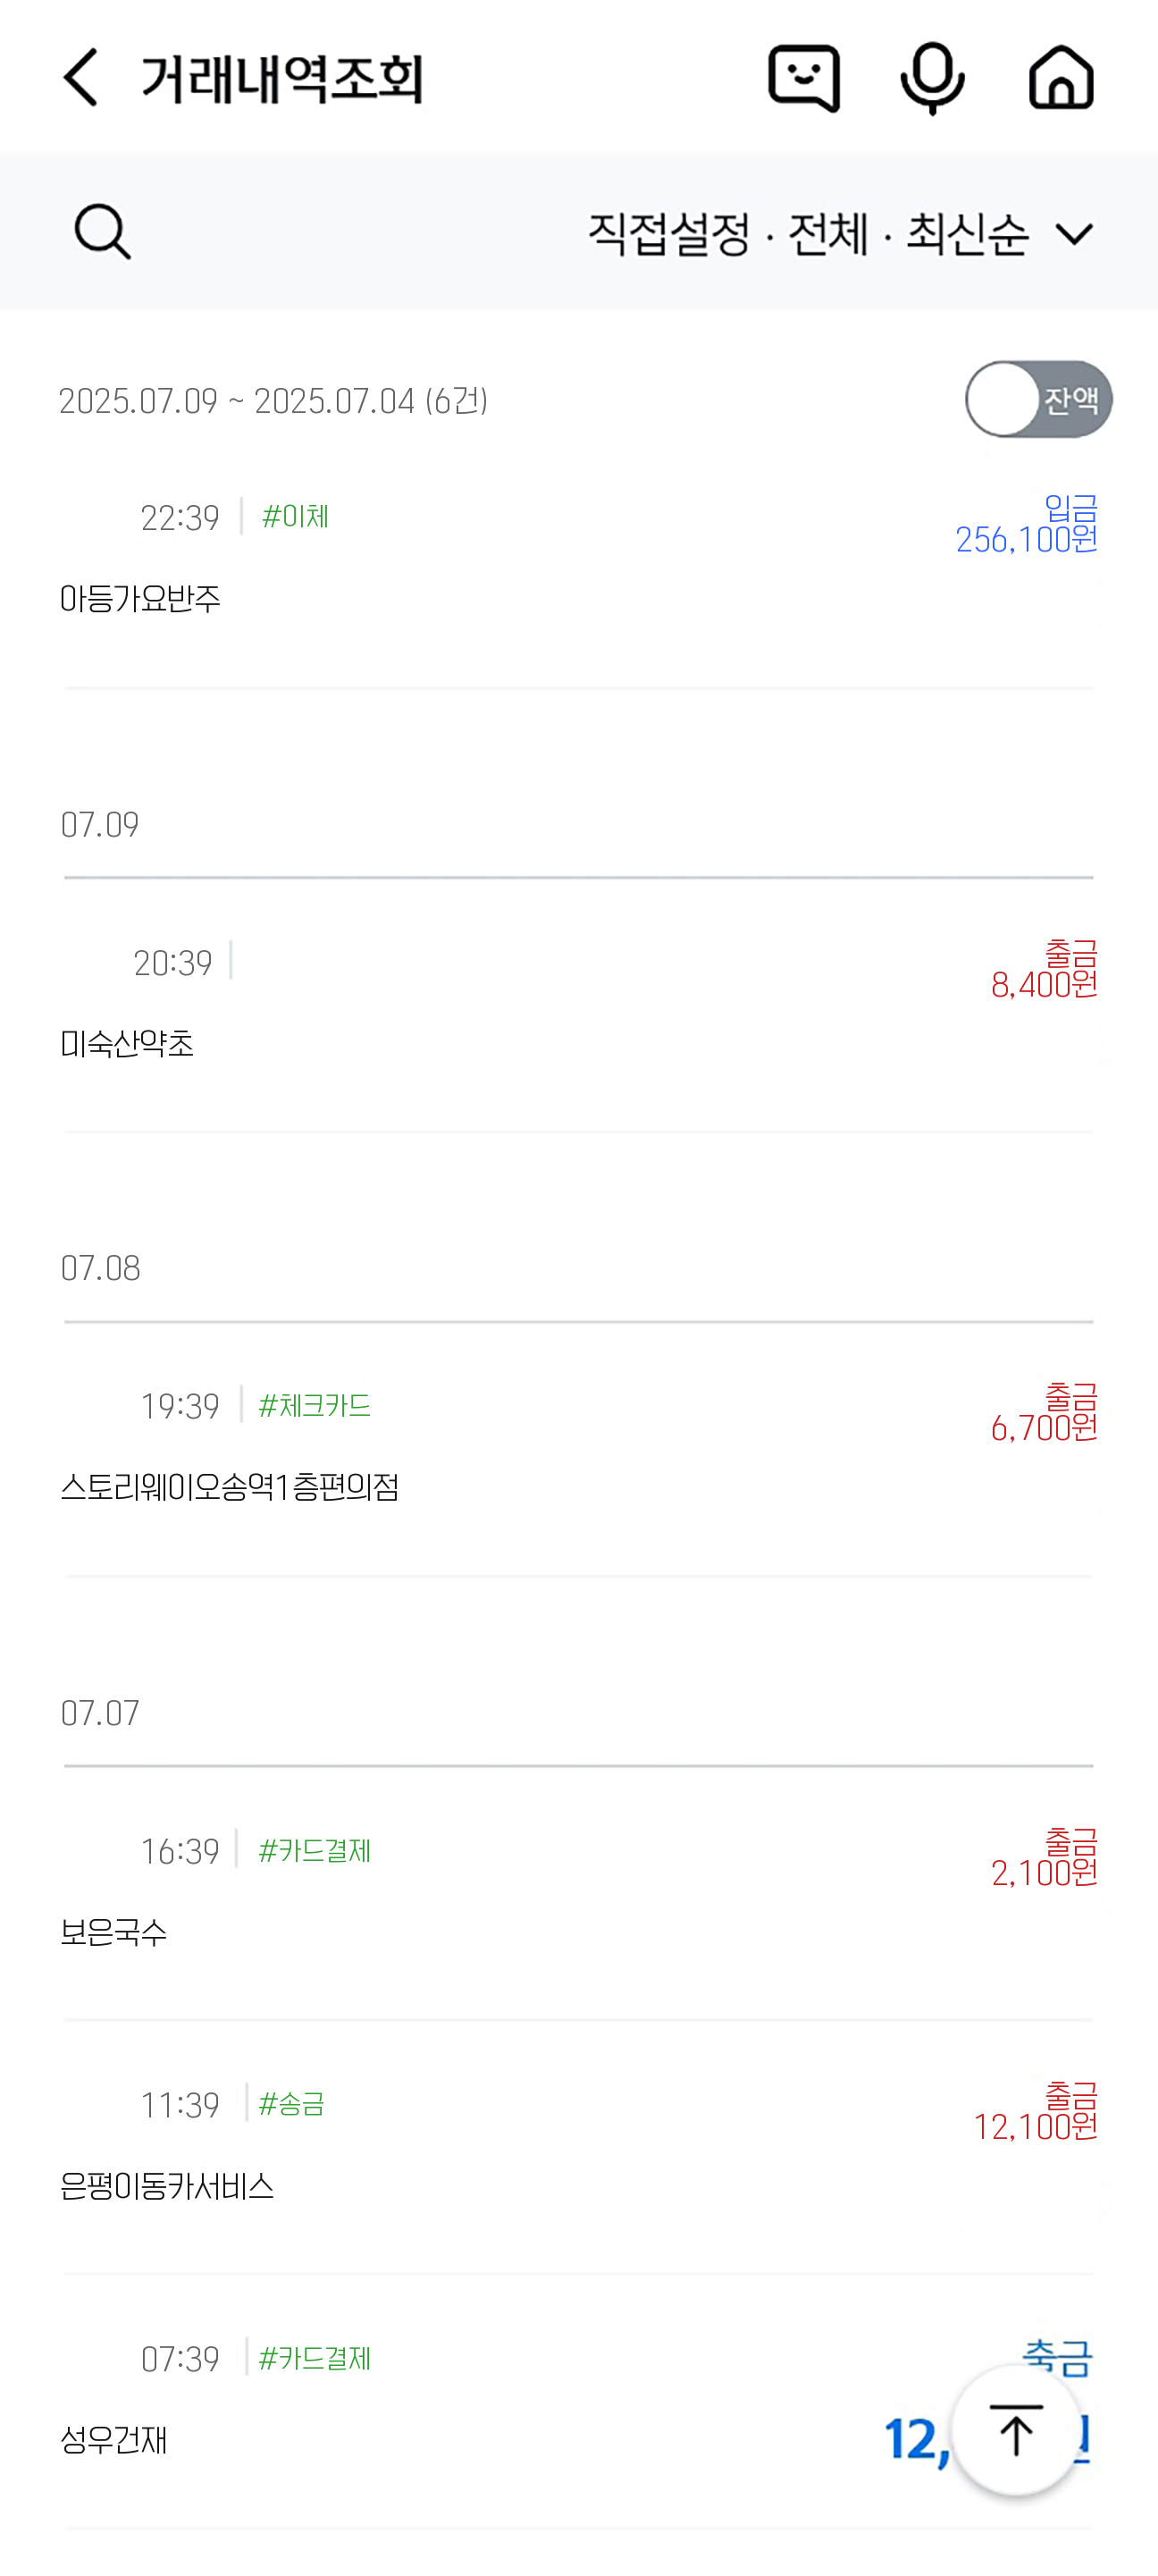 거래내역조회
직접설정 · 전체 · 최신순
2025.07.09 ~ 2025.07.04 (6건)
잔액
22:39 #이체
입금
256,100원
아등가요반주
07.09
20:39
출금
8,400원
미숙산약초
07.08
19:39 #체크카드
출금
6,700원
스토리웨이오송역1층편의점
07.07
16:39 #카드결제
출금
2,100원
보은국수
11:39 #송금
출금
12,100원
은평이동카서비스
07:39 #카드결제
성우건재
12,